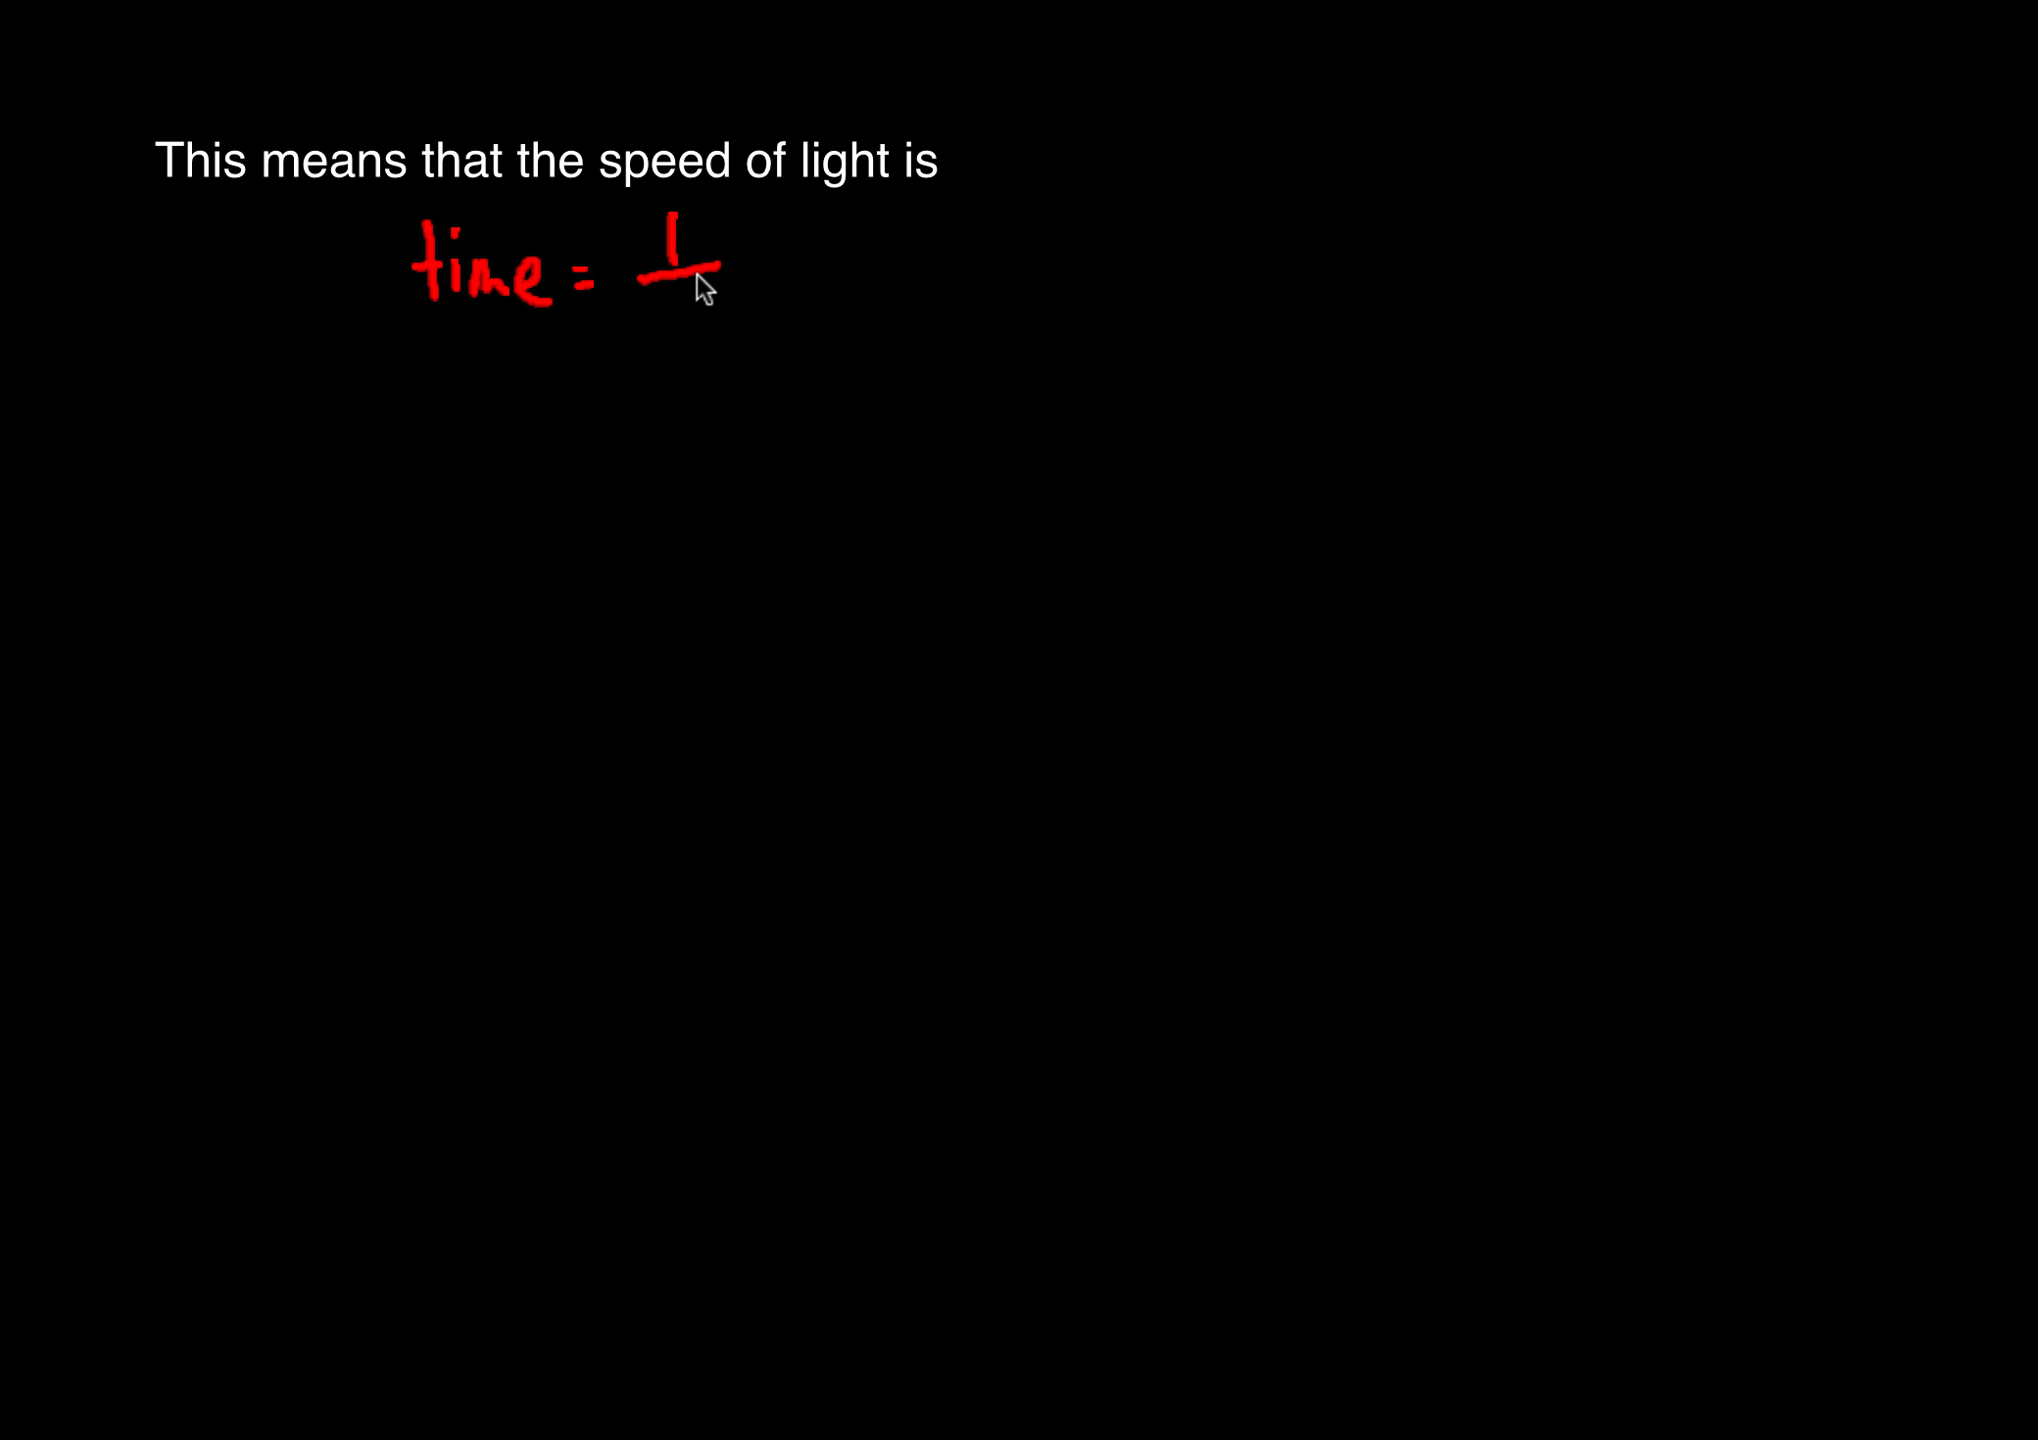 This means that the speed of light is
time = 1